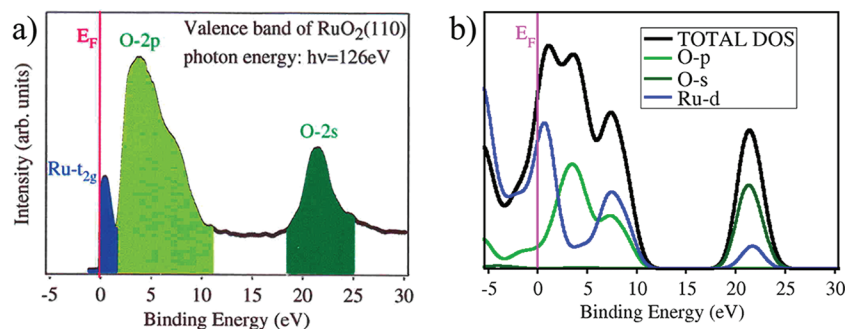 a)
Valence band of RuO₂(110)
photon energy: hν=126eV
E_F
O-2p
O-2s
Ru-t₂g
Intensity (arb. units)
-5 0 5 10 15 20 25 30
Binding Energy (eV)
b)
E_F
TOTAL DOS
O-p
O-s
Ru-d
-5 0 5 10 15 20 25 30
Binding Energy (eV)